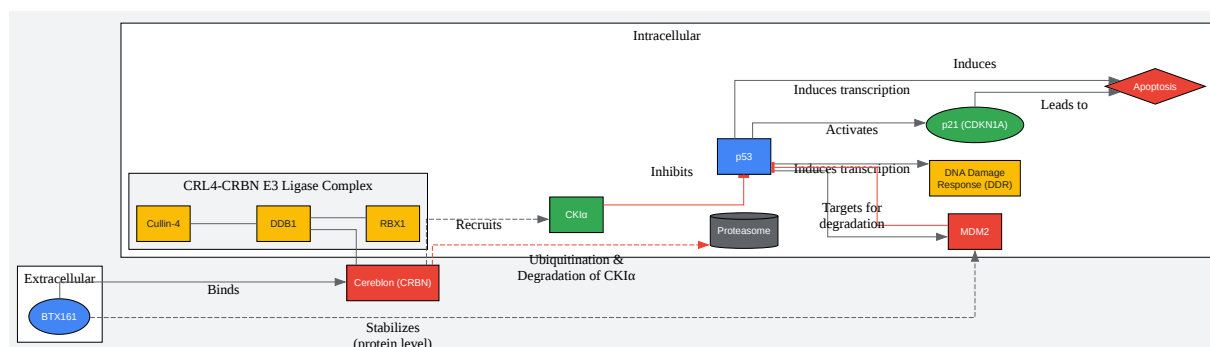 Intracellular
Induces
Apoptosis
Induces transcription
Leads to
p21 (CDKN1A)
Activates
p53
Inhibits
Induces transcription
DNA Damage
Response (DDR)
CRL4-CRBN E3 Ligase Complex
Cullin-4
DDB1
RBX1
CKIα
Recruits
Targets for
degradation
Proteasome
MDM2
Ubiquitination &
Degradation of CKIα
Extracellular
Cereblon (CRBN)
Binds
BTX161
Stabilizes
(protein level)